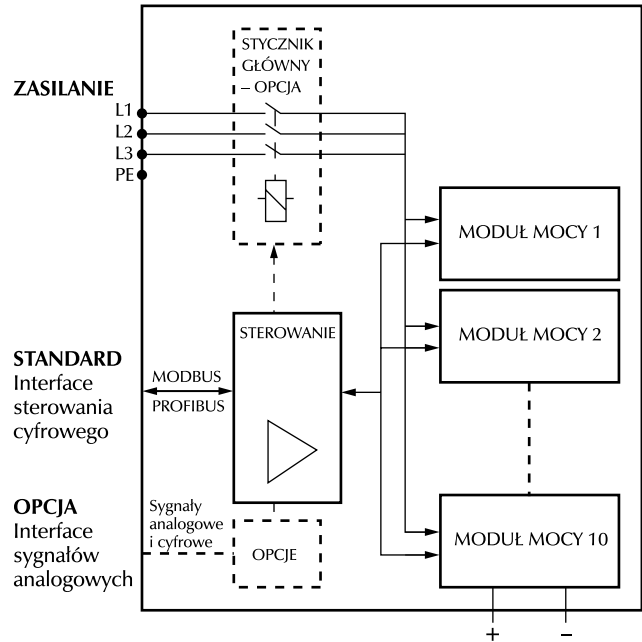 STYCZNIK
GŁÓWNY
– OPCJA
ZASILANIE
L1
L2
L3
PE
MODUŁ MOCY 1
MODUŁ MOCY 2
STEROWANIE
STANDARD
Interface
sterowania
cyfrowego
MODBUS
PROFIBUS
OPCJA
Interface
sygnałów
analogowych
Sygnały
analogowe
i cyfrowe
OPCJE
MODUŁ MOCY 10
+
–